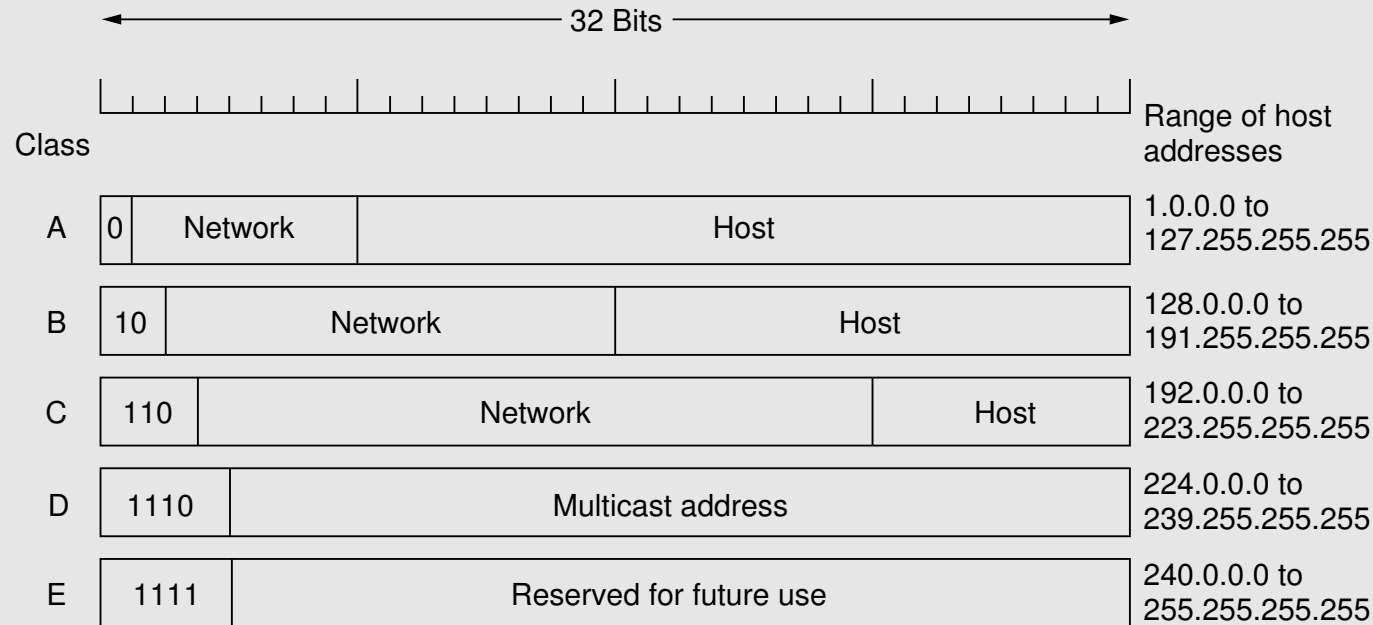 32 Bits
Range of host
addresses
Class
A 0 Network Host 1.0.0.0 to
127.255.255.255
B 10 Network Host 128.0.0.0 to
191.255.255.255
C 110 Network Host 192.0.0.0 to
223.255.255.255
D 1110 Multicast address 224.0.0.0 to
239.255.255.255
E 1111 Reserved for future use 240.0.0.0 to
255.255.255.255